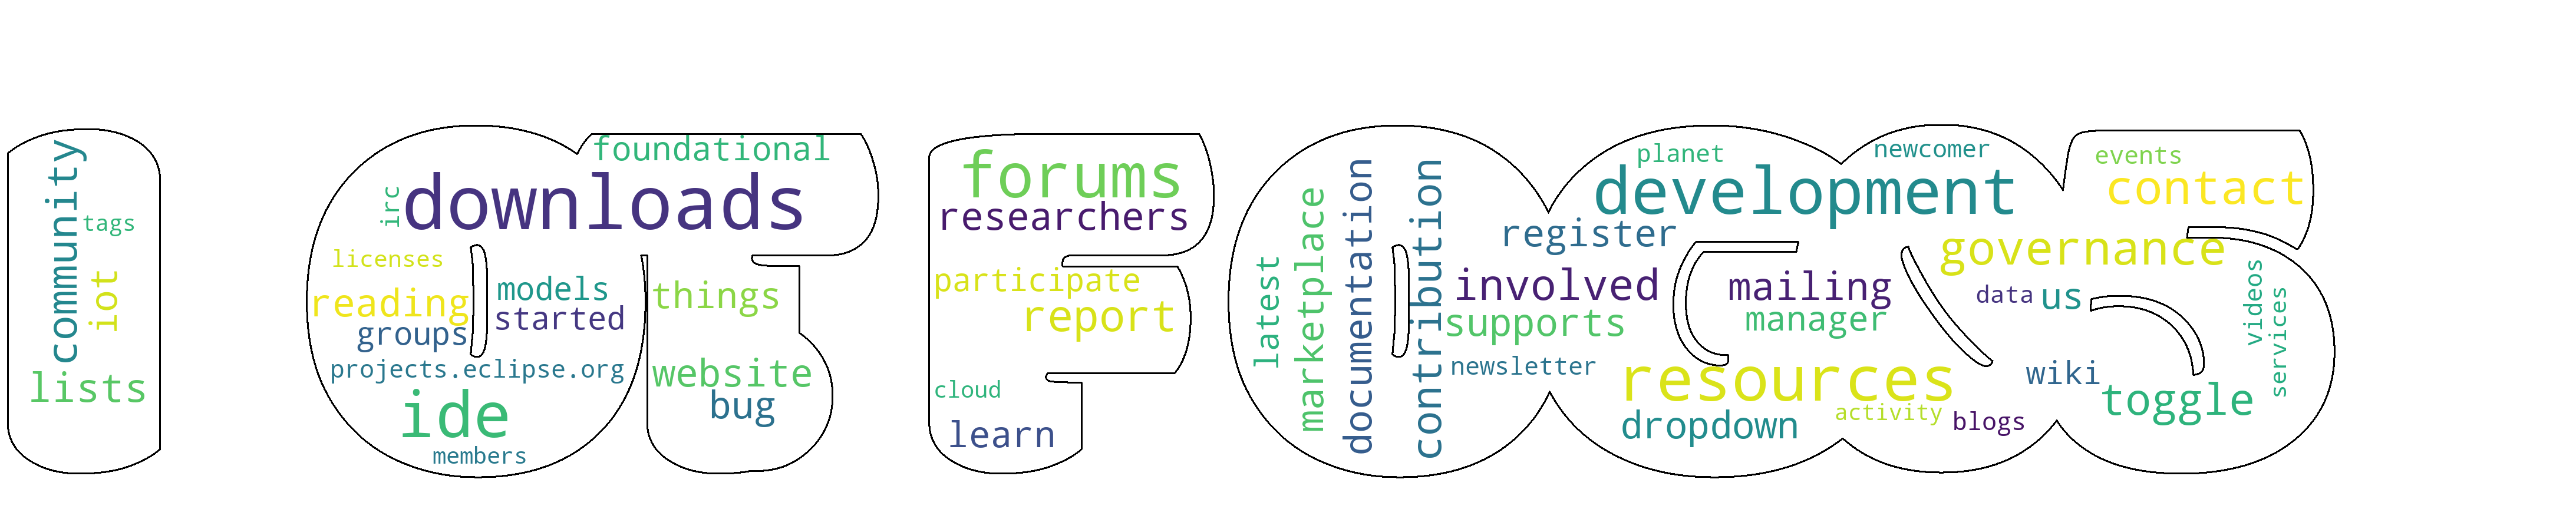 community
tags
iot
lists
foundational
irc
downloads
licenses
reading
groups
models
started
projects.eclipse.org
ide
members
things
website
bug
forums
researchers
participate
report
cloud
learn
latest
marketplace
documentation
contribution
planet
newcomer
development
register
involved
supports
newsletter
mailing
manager
resources
dropdown
activity
blogs
events
contact
governance
data
us
videos
services
wiki
toggle